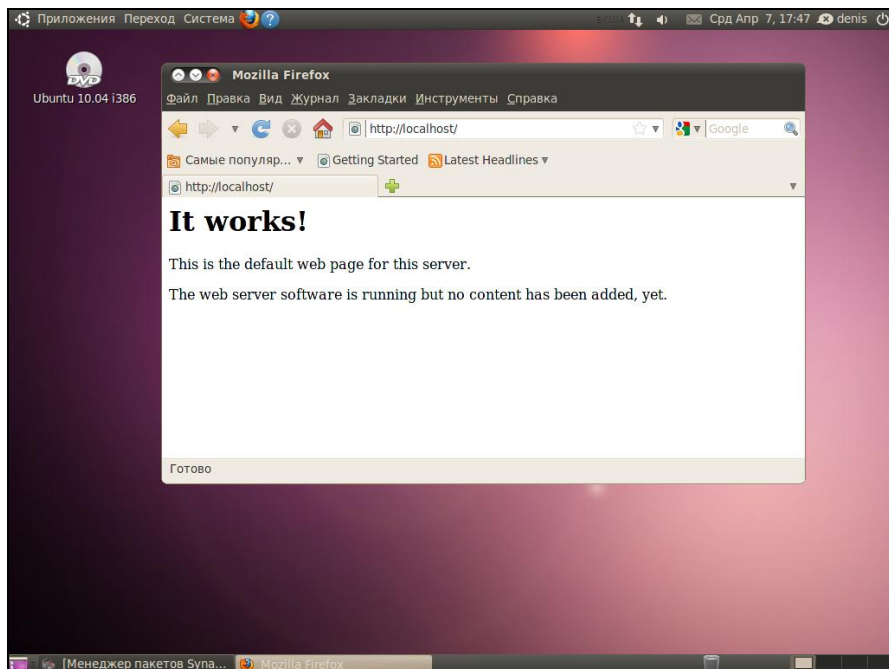 Приложения Переход Система США Срд Апр 7, 17:47 denis
Ubuntu 10.04 i386
Mozilla Firefox
Файл Правка Вид Журнал Закладки Инструменты Справка
http://localhost/ Google
Самые популяр... Getting Started Latest Headlines
http://localhost/
It works!
This is the default web page for this server.
The web server software is running but no content has been added, yet.
Готово
[Менеджер пакетов Syna... Mozilla Firefox